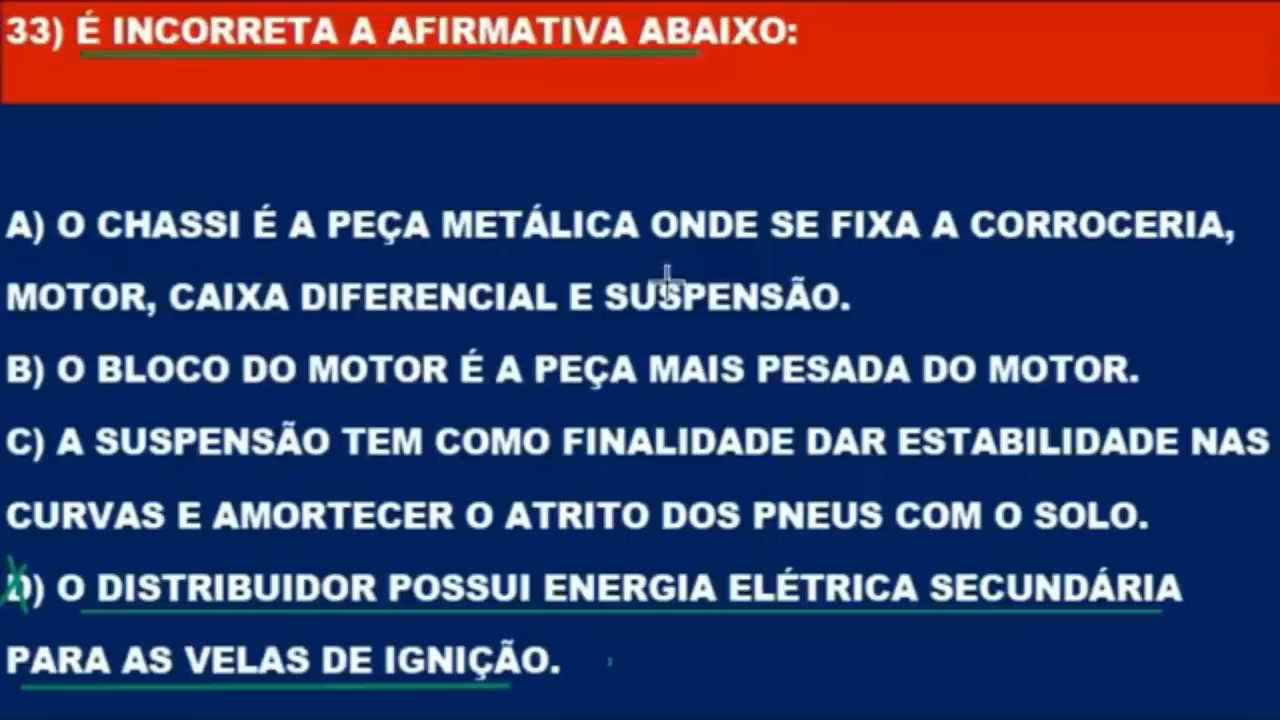 33) É INCORRETA A AFIRMATIVA ABAIXO:
A) O CHASSI É A PEÇA METÁLICA ONDE SE FIXA A CORROCERIA,
MOTOR, CAIXA DIFERENCIAL E SUSPENSÃO.
B) O BLOCO DO MOTOR É A PEÇA MAIS PESADA DO MOTOR.
C) A SUSPENSÃO TEM COMO FINALIDADE DAR ESTABILIDADE NAS
CURVAS E AMORTECER O ATRITO DOS PNEUS COM O SOLO.
D) O DISTRIBUIDOR POSSUI ENERGIA ELÉTRICA SECUNDÁRIA
PARA AS VELAS DE IGNIÇÃO.